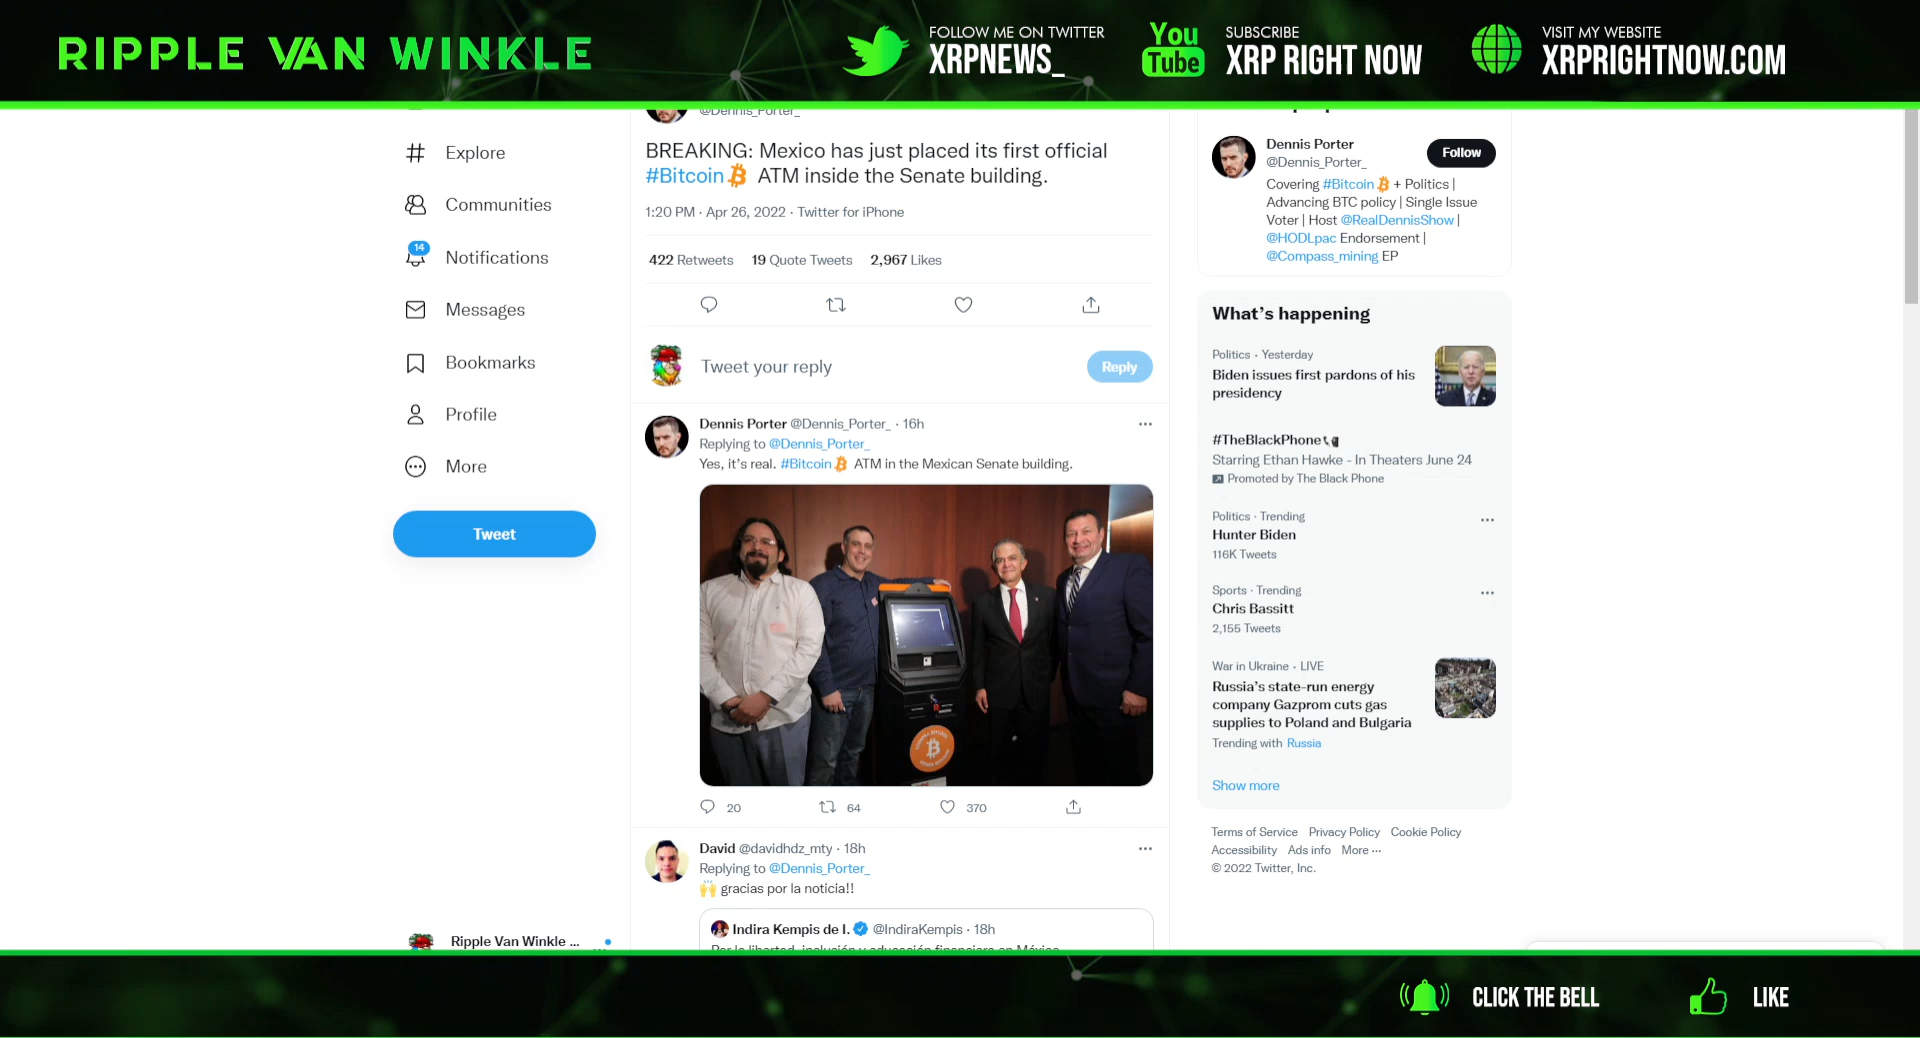 RIPPLE VAN WINKLE
FOLLOW ME ON TWITTER
XRPNEWS_
You
Tube
SUBSCRIBE
XRP RIGHT NOW
VISIT MY WEBSITE
XRPRIGHTNOW.COM
Explore
Communities
14
Notifications
Messages
Bookmarks
Profile
More
Tweet
Ripple Van Winkle ...
@Dennis_Porter_
BREAKING: Mexico has just placed its first official
#Bitcoin ATM inside the Senate building.
1:20 PM · Apr 26, 2022 · Twitter for iPhone
422 Retweets 19 Quote Tweets 2,967 Likes
Tweet your reply
Reply
Dennis Porter @Dennis_Porter_ · 16h
Replying to @Dennis_Porter_
Yes, it's real. #Bitcoin ATM in the Mexican Senate building.
20 64 370
David @davidhdz_mty · 18h
Replying to @Dennis_Porter_
🙌 gracias por la noticia!!
Indira Kempis de I. @IndiraKempis · 18h
Por la libertad, inclusión y educación financiera en México
Dennis Porter
@Dennis_Porter_
Follow
Covering #Bitcoin + Politics |
Advancing BTC policy | Single Issue
Voter | Host @RealDennisShow |
@HODLpac Endorsement |
@Compass_mining EP
What's happening
Politics · Yesterday
Biden issues first pardons of his
presidency
#TheBlackPhone
Starring Ethan Hawke - In Theaters June 24
Promoted by The Black Phone
Politics · Trending
Hunter Biden
116K Tweets
Sports · Trending
Chris Bassitt
2,155 Tweets
War in Ukraine · LIVE
Russia's state-run energy
company Gazprom cuts gas
supplies to Poland and Bulgaria
Trending with Russia
Show more
Terms of Service Privacy Policy Cookie Policy
Accessibility Ads info More ...
© 2022 Twitter, Inc.
CLICK THE BELL
LIKE